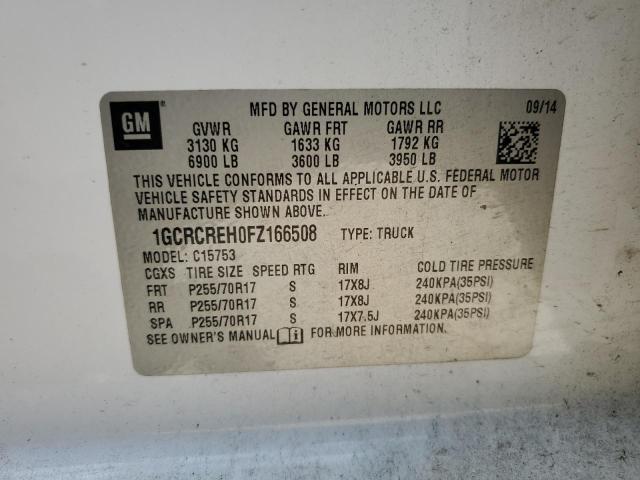 GM ® MFD BY GENERAL MOTORS LLC 09/14
GVWR GAWR FRT GAWR RR
3130 KG 1633 KG 1792 KG
6900 LB 3600 LB 3950 LB
THIS VEHICLE CONFORMS TO ALL APPLICABLE U.S. FEDERAL MOTOR
VEHICLE SAFETY STANDARDS IN EFFECT ON THE DATE OF
MANUFACTURE SHOWN ABOVE.
1GCRCREH0FZ166508 TYPE: TRUCK
MODEL: C15753
CGXS TIRE SIZE SPEED RTG RIM COLD TIRE PRESSURE
FRT P255/70R17 S 17X8J 240KPA(35PSI)
RR P255/70R17 S 17X8J 240KPA(35PSI)
SPA P255/70R17 S 17X7.5J 240KPA(35PSI)
SEE OWNER'S MANUAL FOR MORE INFORMATION.